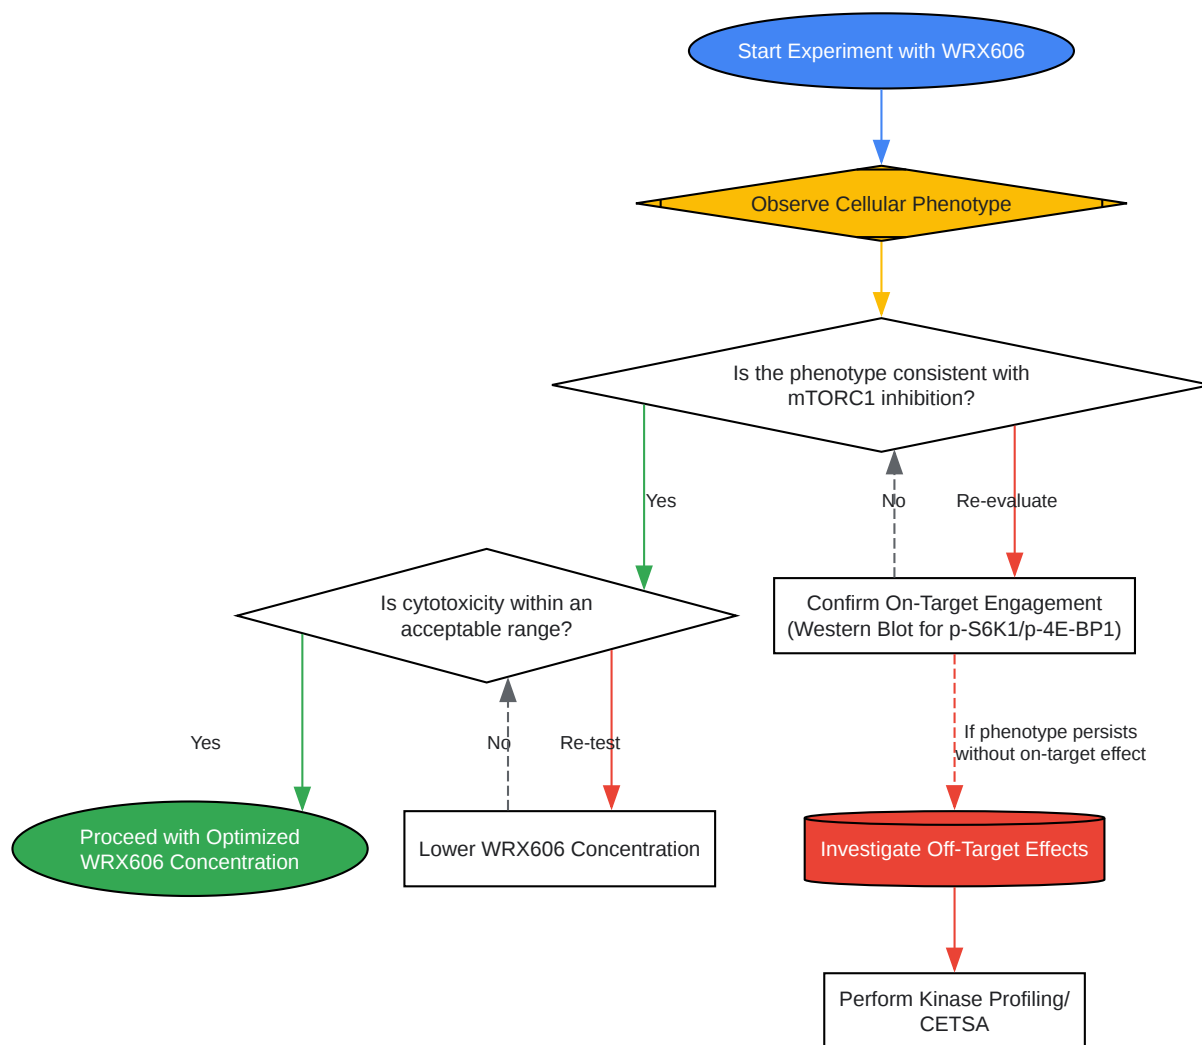 Start Experiment with WRX606
Observe Cellular Phenotype
Is the phenotype consistent with
mTORC1 inhibition?
Yes
No
Re-evaluate
Is cytotoxicity within an
acceptable range?
Confirm On-Target Engagement
(Western Blot for p-S6K1/p-4E-BP1)
Yes
No
Re-test
If phenotype persists
without on-target effect
Proceed with Optimized
WRX606 Concentration
Lower WRX606 Concentration
Investigate Off-Target Effects
Perform Kinase Profiling/
CETSA